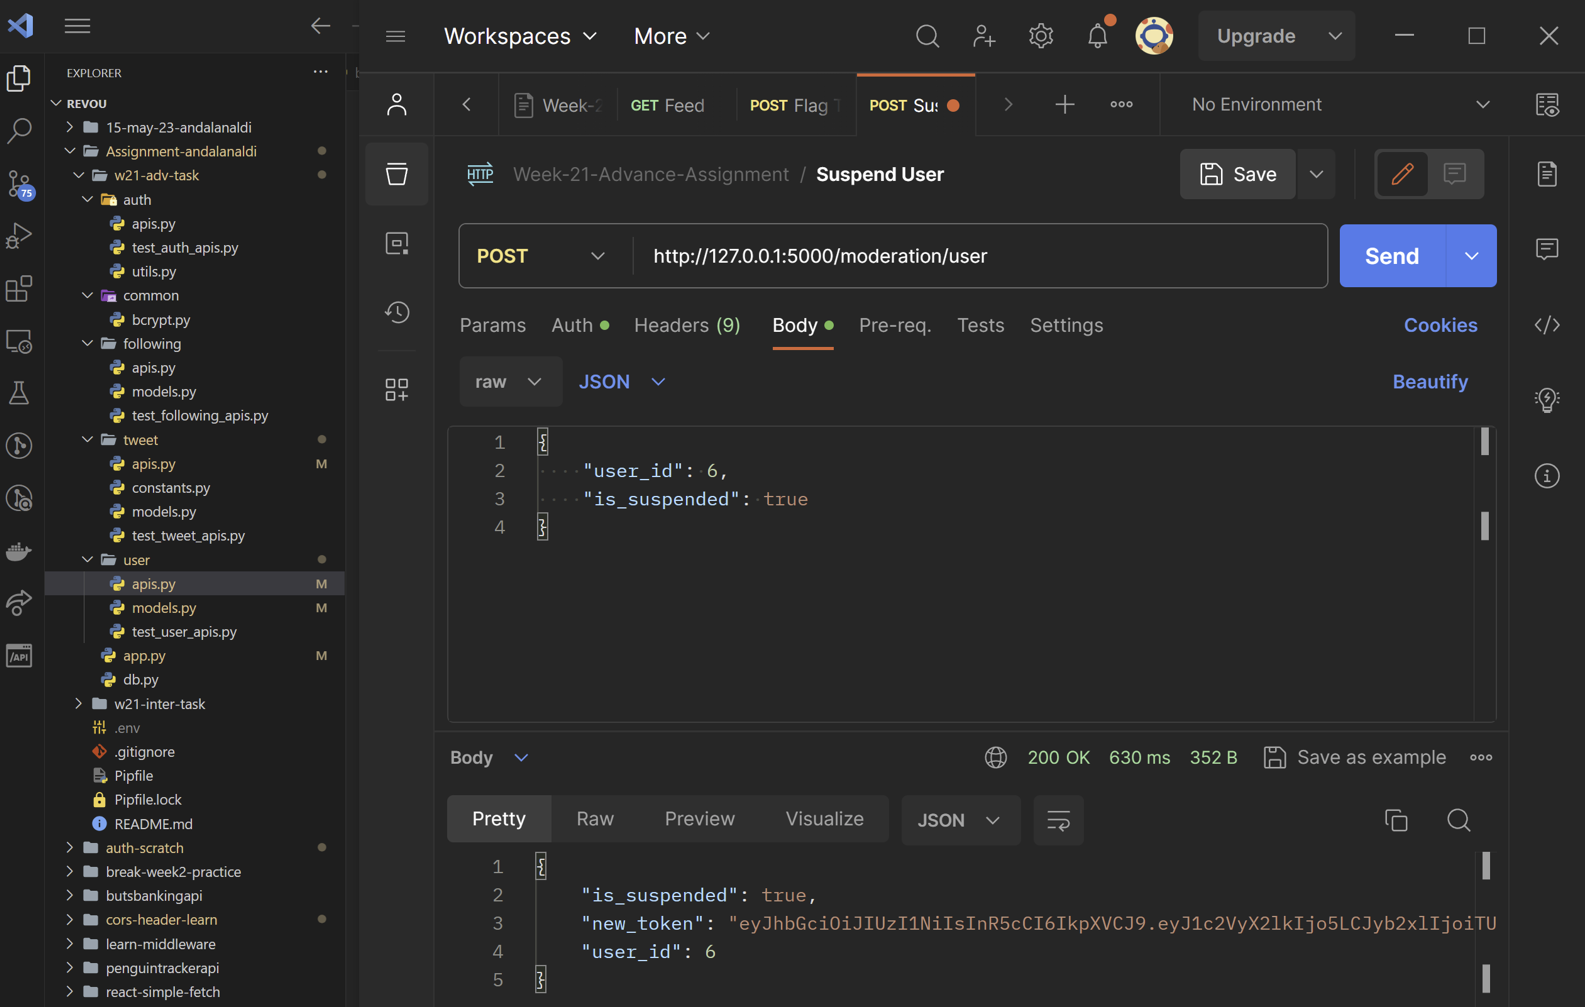 EXPLORER
REVOU
15-may-23-andalanaldi
Assignment-andalanaldi
w21-adv-task
auth
apis.py
test_auth_apis.py
utils.py
common
bcrypt.py
following
apis.py
models.py
test_following_apis.py
tweet
apis.py M
constants.py
models.py
test_tweet_apis.py
user
apis.py M
models.py M
test_user_apis.py
app.py M
db.py
w21-inter-task
.env
.gitignore
Pipfile
Pipfile.lock
README.md
auth-scratch
break-week2-practice
butsbankingapi
cors-header-learn
learn-middleware
penguintrackerapi
react-simple-fetch
75
/API
Workspaces More Upgrade
Week-2 GET Feed POST Flag T POST Sus No Environment
HTTP Week-21-Advance-Assignment / Suspend User Save
POST http://127.0.0.1:5000/moderation/user Send
Params Auth Headers (9) Body Pre-req. Tests Settings Cookies
raw JSON Beautify
1 {
2 "user_id": 6,
3 "is_suspended": true
4 }
Body 200 OK 630 ms 352 B Save as example
Pretty Raw Preview Visualize JSON
1 {
2 "is_suspended": true,
3 "new_token": "eyJhbGciOiJIUzI1NiIsInR5cCI6IkpXVCJ9.eyJ1c2VyX2lkIjo5LCJyb2xlIjoiTU
4 "user_id": 6
5 }